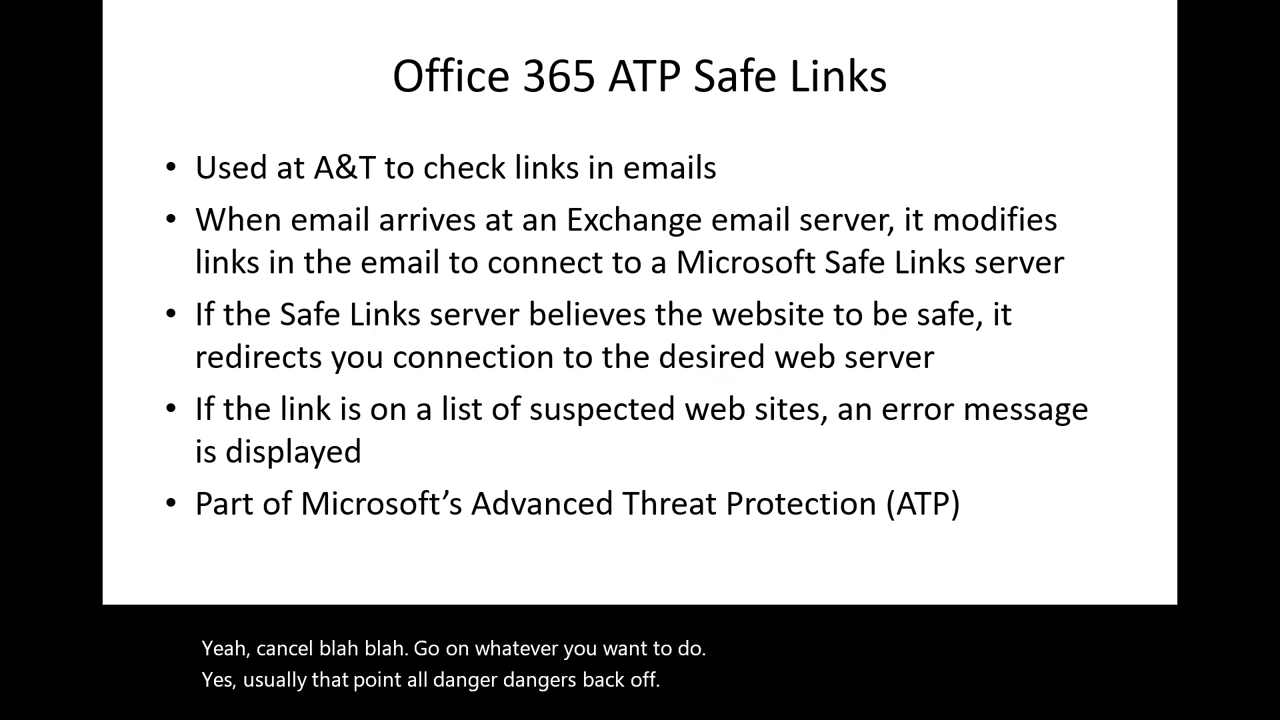 Office 365 ATP Safe Links
• Used at A&T to check links in emails
• When email arrives at an Exchange email server, it modifies
links in the email to connect to a Microsoft Safe Links server
• If the Safe Links server believes the website to be safe, it
redirects you connection to the desired web server
• If the link is on a list of suspected web sites, an error message
is displayed
• Part of Microsoft’s Advanced Threat Protection (ATP)
Yeah, cancel blah blah. Go on whatever you want to do.
Yes, usually that point all danger dangers back off.